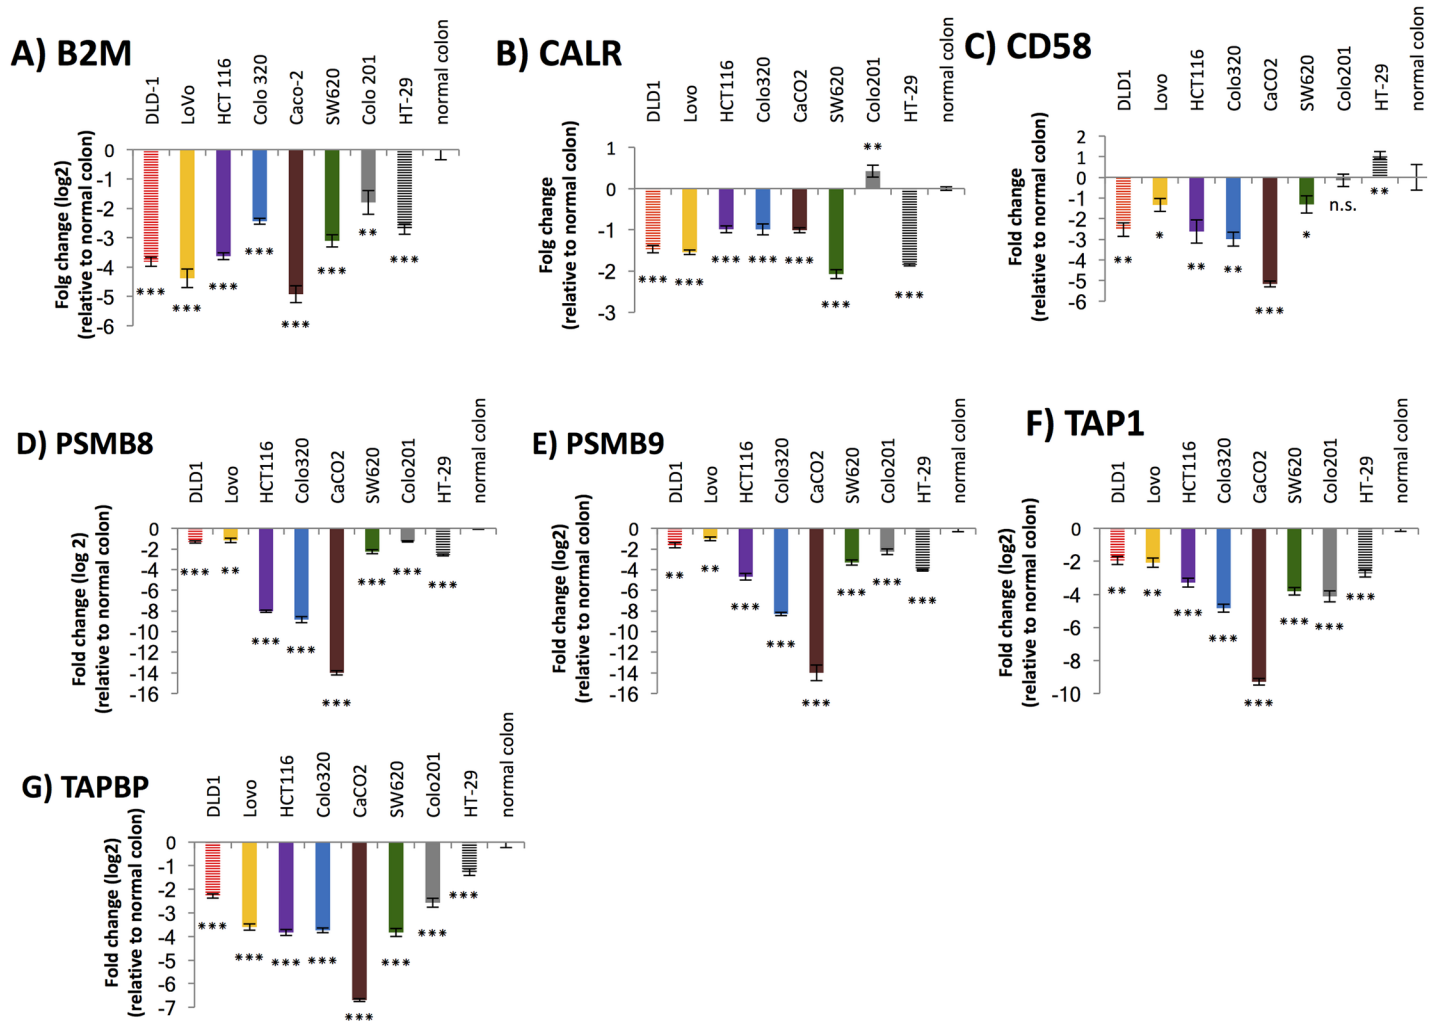 A) B2M
DLD-1
LoVo
HCT 116
Colo 320
Caco-2
SW620
Colo 201
HT-29
normal colon
Folg change (log2)
(relative to normal colon)
0
-1
-2
-3
-4
-5
-6
***
***
***
***
***
***
**
***
B) CALR
DLD1
Lovo
HCT116
Colo320
CaCO2
SW620
Colo201
HT-29
normal colon
Folg change
(relative to normal colon)
1
0
-1
-2
-3
***
***
***
***
***
***
**
***
C) CD58
DLD1
Lovo
HCT116
Colo320
CaCO2
SW620
Colo201
HT-29
normal colon
Fold change
(relative to normal colon)
2
1
0
-1
-2
-3
-4
-5
-6
**
*
**
**
***
*
n.s.
**
D) PSMB8
DLD1
Lovo
HCT116
Colo320
CaCO2
SW620
Colo201
HT-29
normal colon
Fold change (log 2)
(relative to normal colon)
0
-2
-4
-6
-8
-10
-12
-14
-16
***
**
***
***
***
***
***
***
E) PSMB9
DLD1
Lovo
HCT116
Colo320
CaCO2
SW620
Colo201
HT-29
normal colon
Fold change (log2)
(relative to normal colon)
0
-2
-4
-6
-8
-10
-12
-14
-16
**
**
***
***
***
***
***
***
F) TAP1
DLD1
Lovo
HCT116
Colo320
CaCO2
SW620
Colo201
HT-29
normal colon
Fold change (log2)
(relative to normal colon)
0
-2
-4
-6
-8
-10
**
**
***
***
***
***
***
***
G) TAPBP
DLD1
Lovo
HCT116
Colo320
CaCO2
SW620
Colo201
HT-29
normal colon
Fold change (log2)
(relative to normal colon)
0
-1
-2
-3
-4
-5
-6
-7
***
***
***
***
***
***
***
***